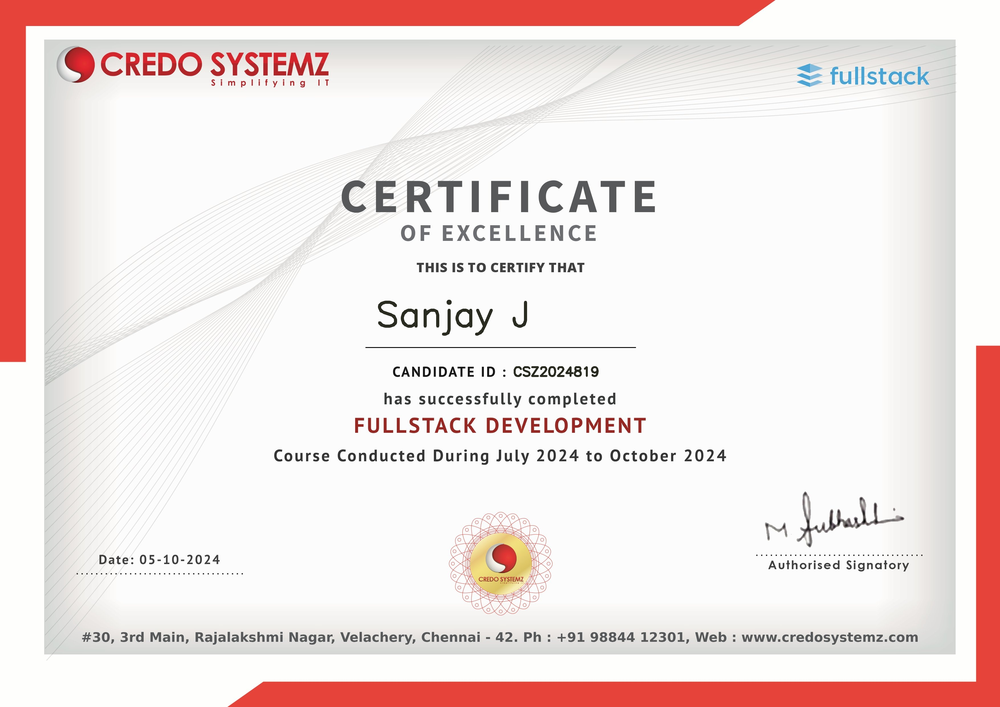 CREDO SYSTEMZ
Simplifying IT
fullstack
CERTIFICATE
OF EXCELLENCE
THIS IS TO CERTIFY THAT
Sanjay J
CANDIDATE ID : CSZ2024819
has successfully completed
FULLSTACK DEVELOPMENT
Course Conducted During July 2024 to October 2024
Date: 05-10-2024
CREDO SYSTEMZ
Simplifying IT
Authorised Signatory
#30, 3rd Main, Rajalakshmi Nagar, Velachery, Chennai - 42. Ph : +91 98844 12301, Web : www.credosystemz.com